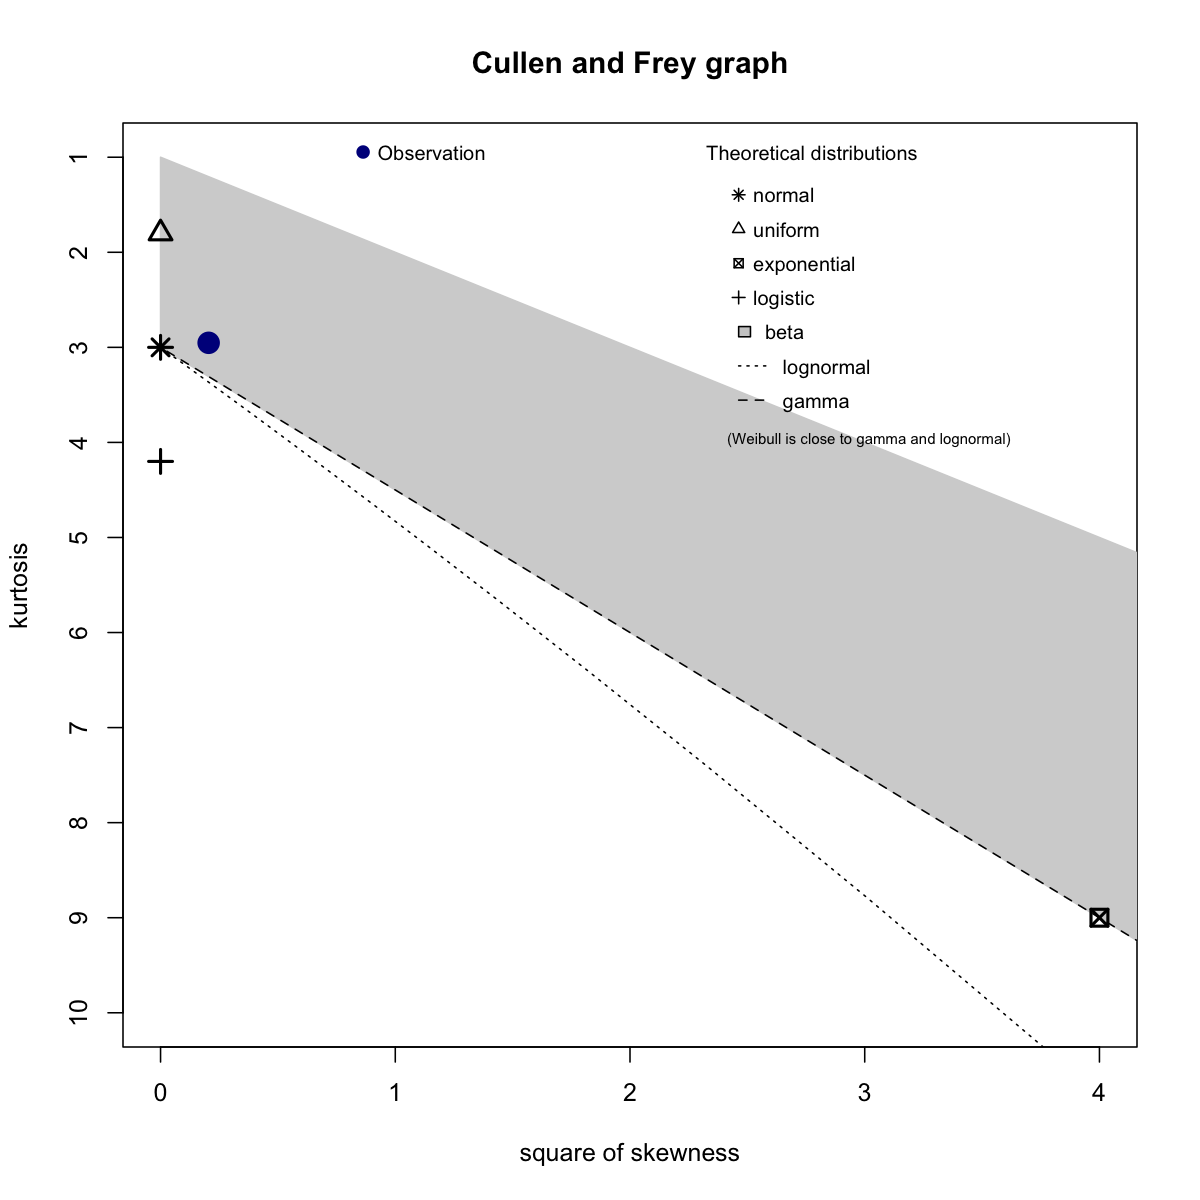 Cullen and Frey graph
Observation
Theoretical distributions
normal
uniform
exponential
logistic
beta
lognormal
gamma
(Weibull is close to gamma and lognormal)
kurtosis
1
2
3
4
5
6
7
8
9
10
0 1 2 3 4
square of skewness